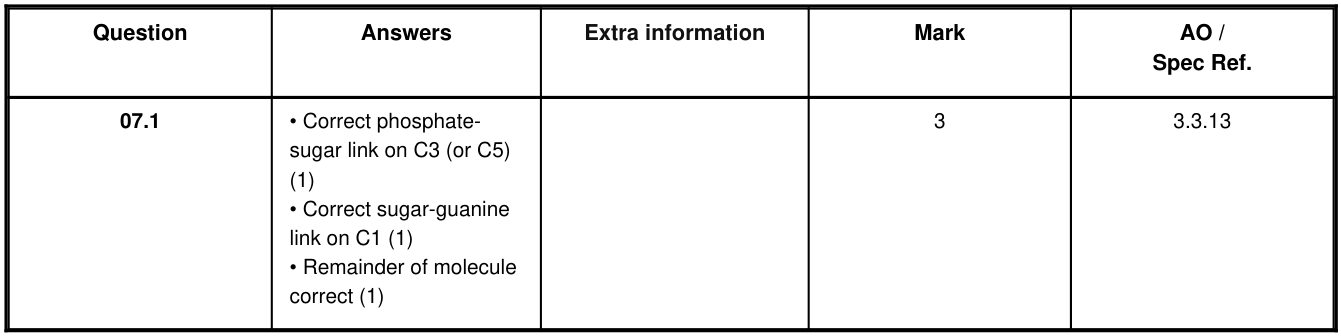 Question Answers Extra information Mark AO /
Spec Ref.
07.1 • Correct phosphate- 3 3.3.13
sugar link on C3 (or C5)
(1)
• Correct sugar-guanine
link on C1 (1)
• Remainder of molecule
correct (1)